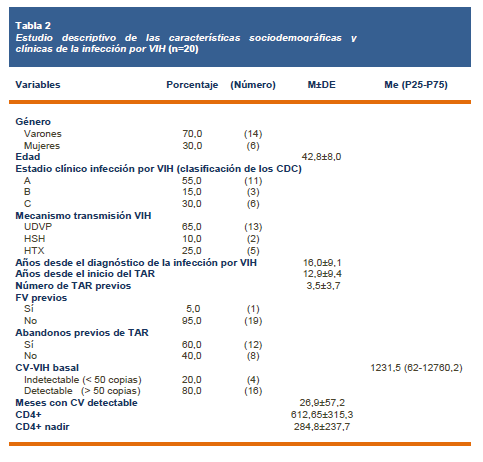 Tabla 2
Estudio descriptivo de las características sociodemográficas y
clínicas de la infección por VIH (n=20)
Variables Porcentaje (Número) M±DE Me (P25-P75)
Género
Varones 70,0 (14)
Mujeres 30,0 (6)
Edad 42,8±8,0
Estadio clínico infección por VIH (clasificación de los CDC)
A 55,0 (11)
B 15,0 (3)
C 30,0 (6)
Mecanismo transmisión VIH
UDVP 65,0 (13)
HSH 10,0 (2)
HTX 25,0 (5)
Años desde el diagnóstico de la infección por VIH 16,0±9,1
Años desde el inicio del TAR 12,9±9,4
Número de TAR previos 3,5±3,7
FV previos
Sí 5,0 (1)
No 95,0 (19)
Abandonos previos de TAR
Sí 60,0 (12)
No 40,0 (8)
CV-VIH basal 1231,5 (62-12760,2)
Indetectable (< 50 copias) 20,0 (4)
Detectable (> 50 copias) 80,0 (16)
Meses con CV detectable 26,9±57,2
CD4+ 612,65±315,3
CD4+ nadir 284,8±237,7